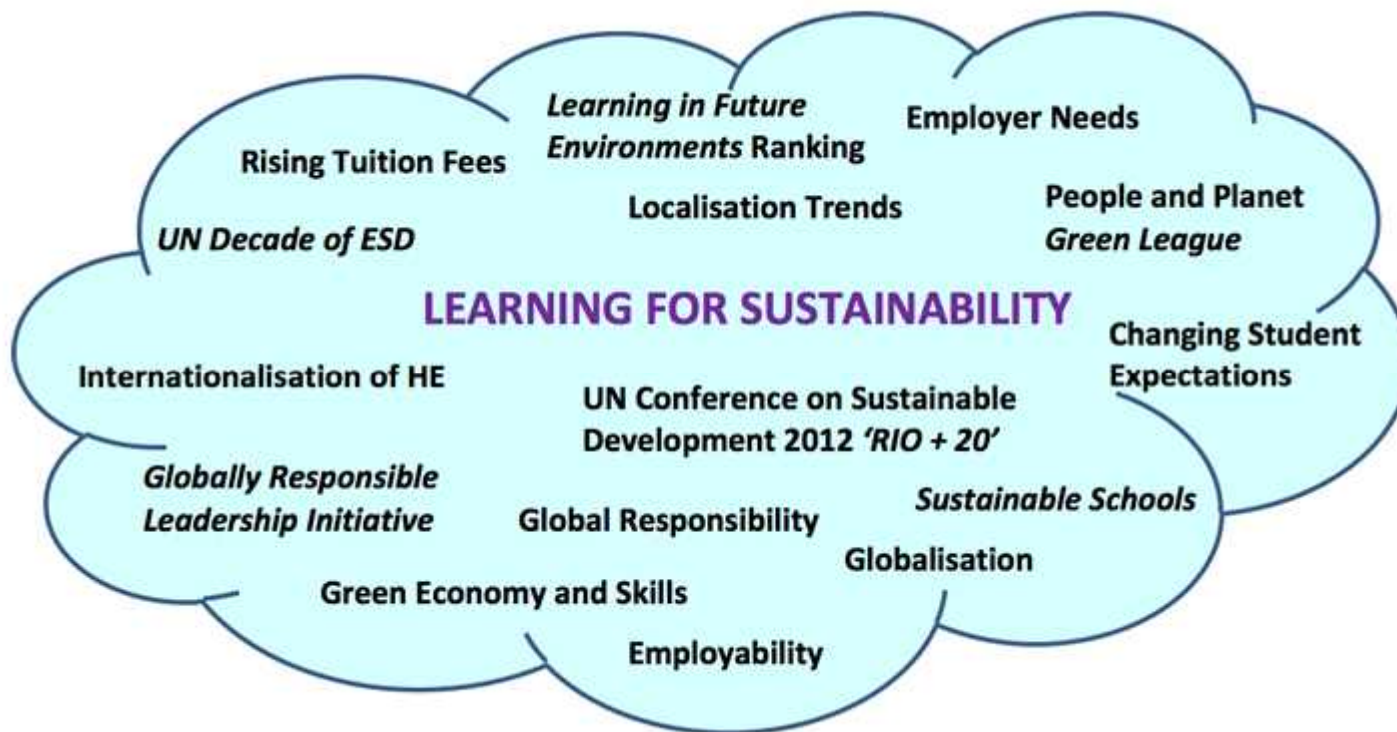 Learning in Future
Environments Ranking
Employer Needs
Rising Tuition Fees
Localisation Trends
People and Planet
Green League
UN Decade of ESD
LEARNING FOR SUSTAINABILITY
Changing Student
Expectations
Internationalisation of HE
UN Conference on Sustainable
Development 2012 ‘RIO + 20’
Globally Responsible
Leadership Initiative
Sustainable Schools
Global Responsibility
Globalisation
Green Economy and Skills
Employability